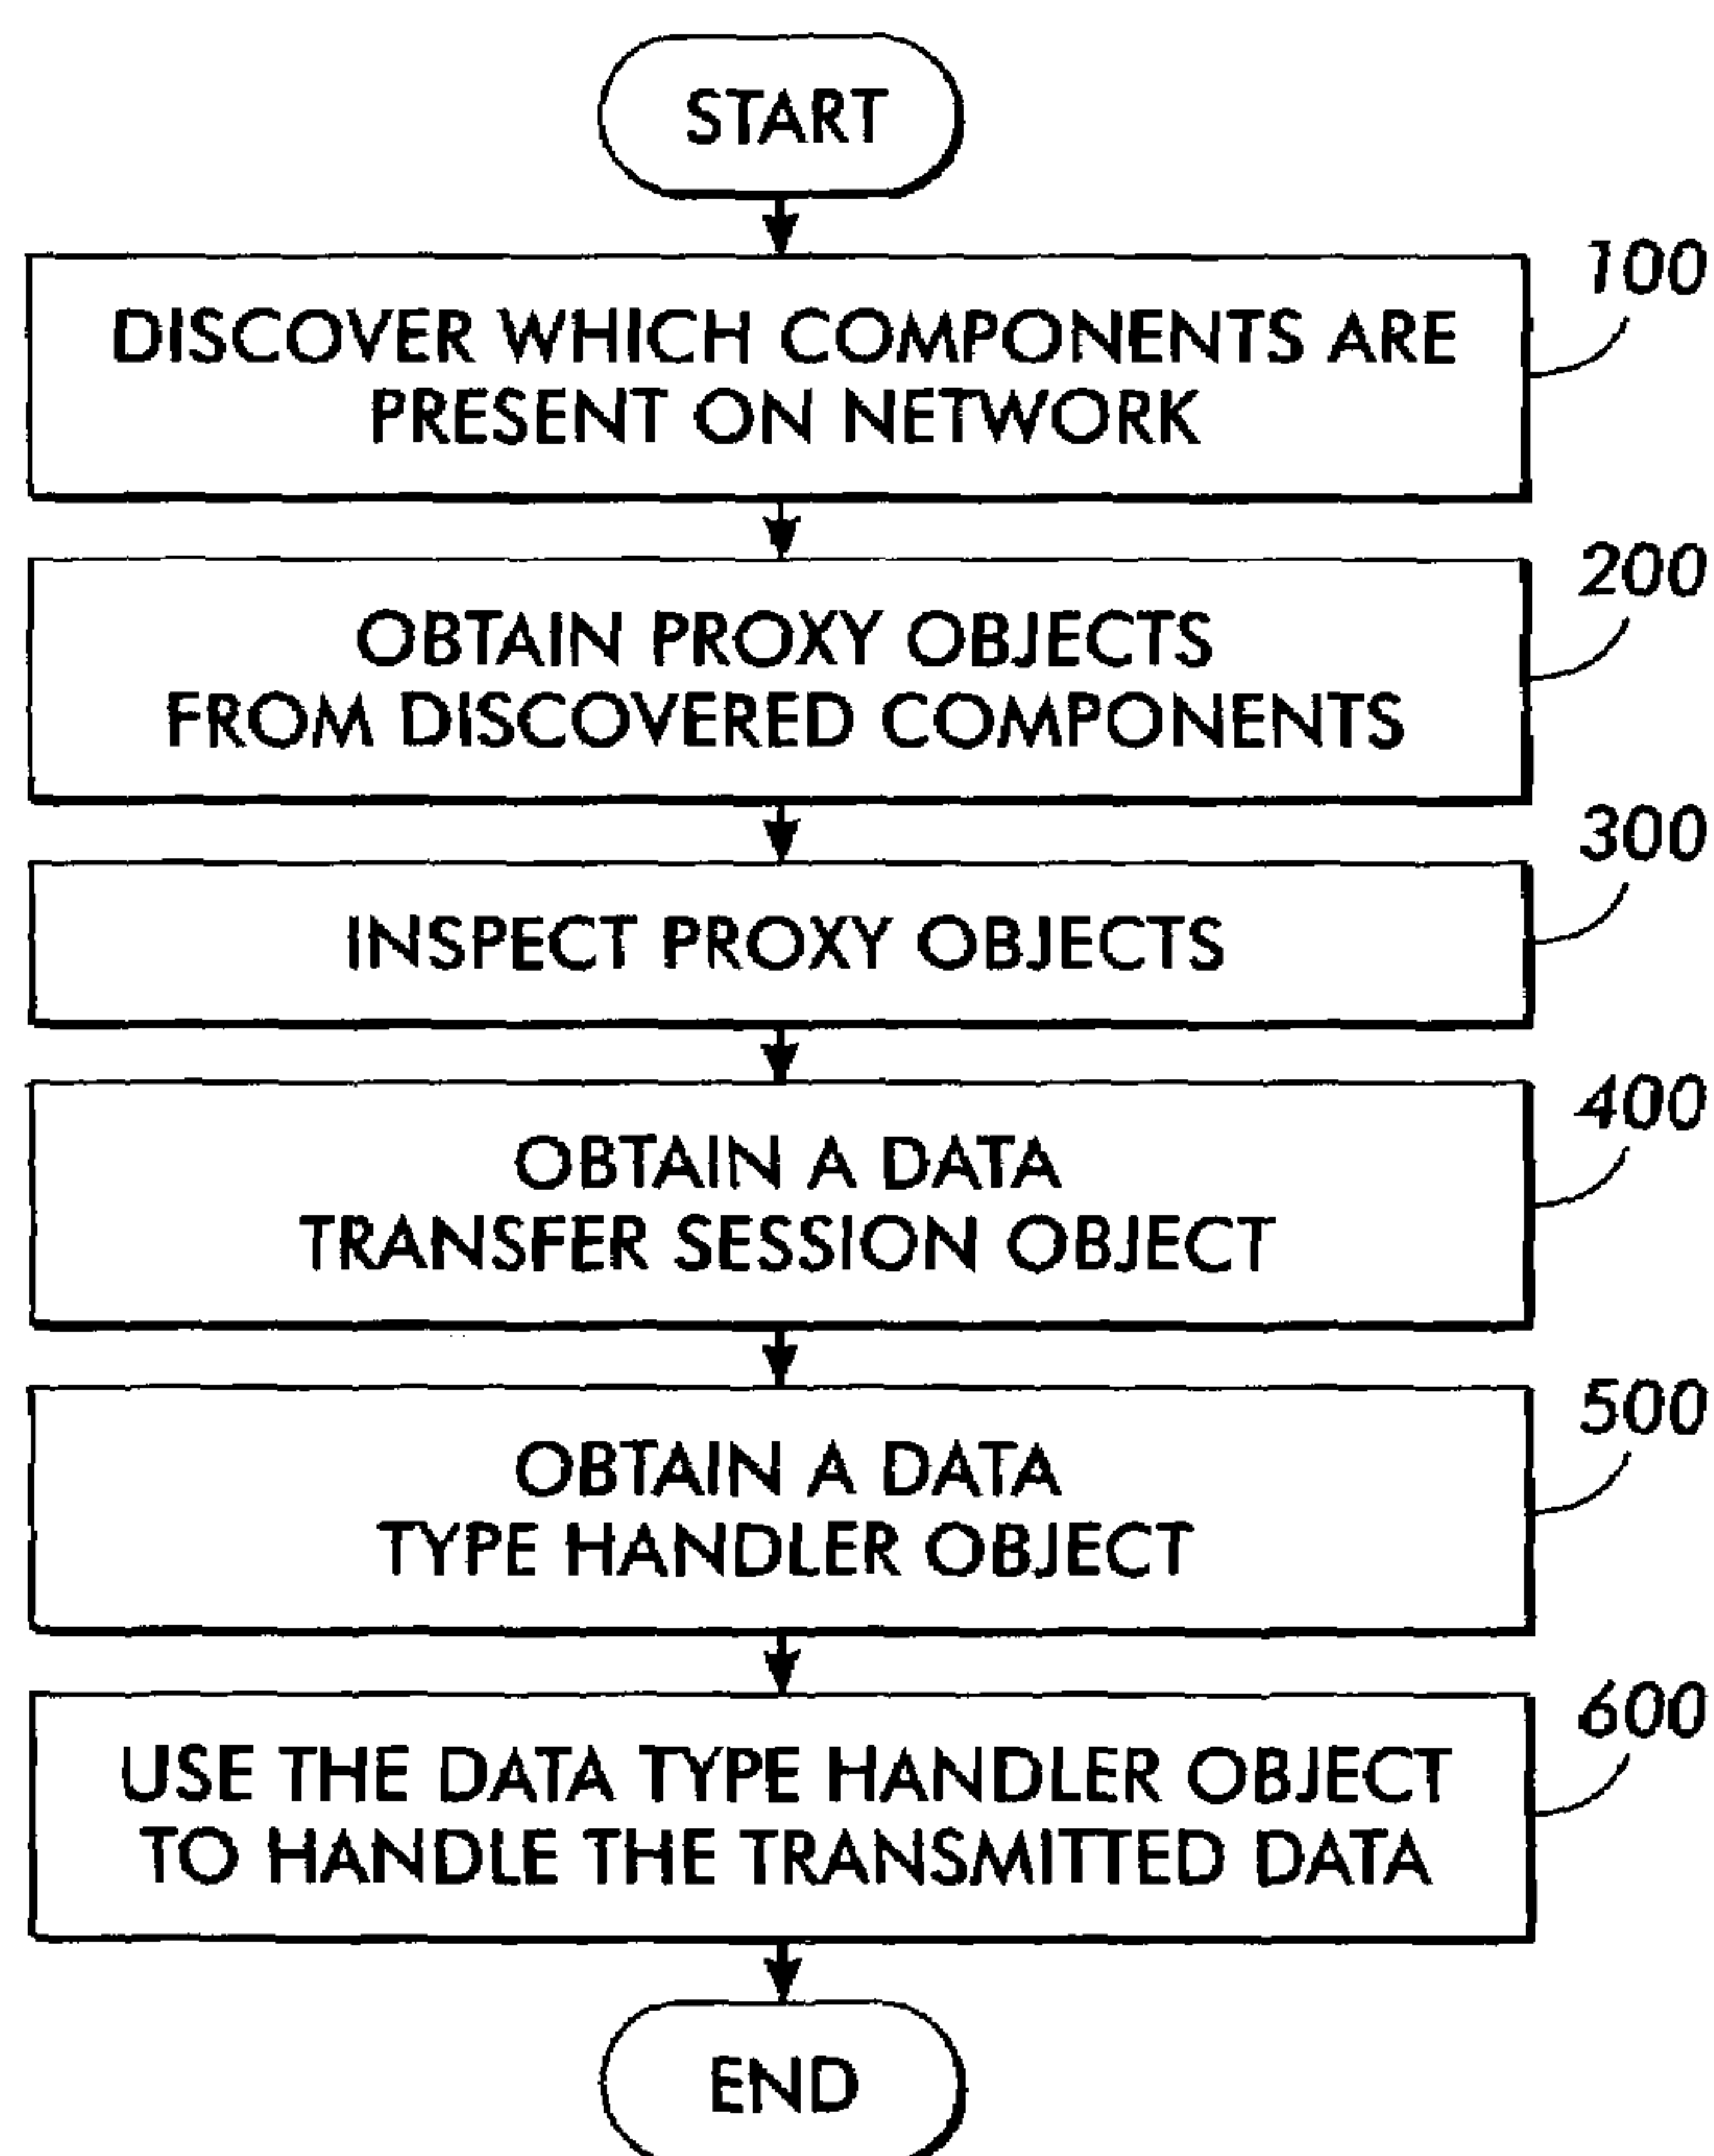 START
100
DISCOVER WHICH COMPONENTS ARE
PRESENT ON NETWORK
200
OBTAIN PROXY OBJECTS
FROM DISCOVERED COMPONENTS
300
INSPECT PROXY OBJECTS
400
OBTAIN A DATA
TRANSFER SESSION OBJECT
500
OBTAIN A DATA
TYPE HANDLER OBJECT
600
USE THE DATA TYPE HANDLER OBJECT
TO HANDLE THE TRANSMITTED DATA
END